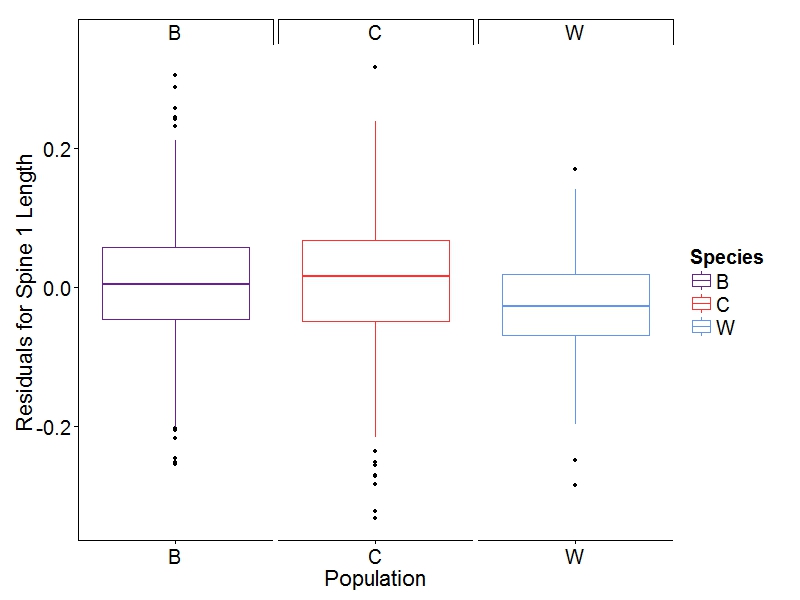 B C W
Residuals for Spine 1 Length
0.2
0.0
-0.2
B C W
Population
Species
B
C
W